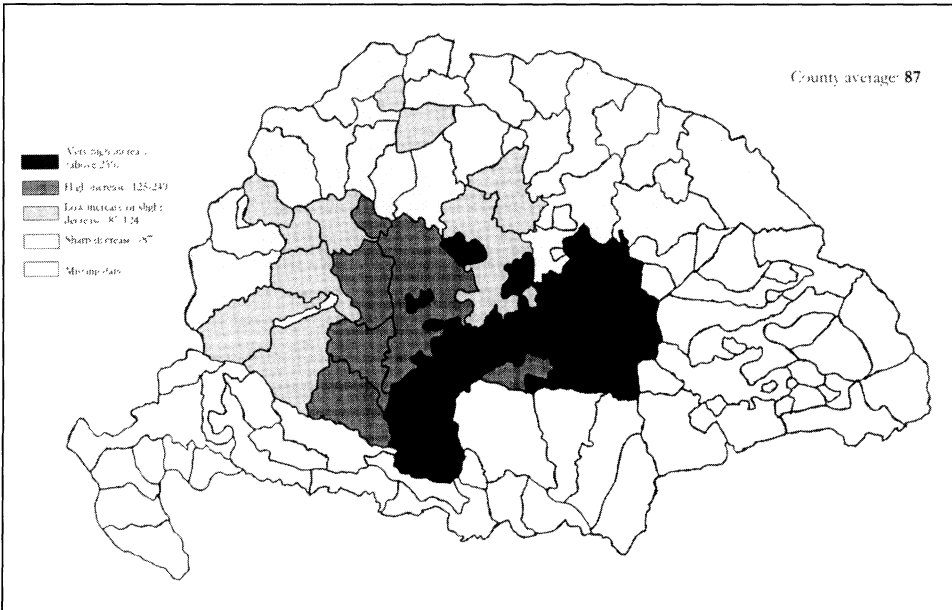 County average: 87
Very high increase
above 250
High increase 125-249
Low increase or slight
decrease 87-124
Sharp decrease -87
Missing data